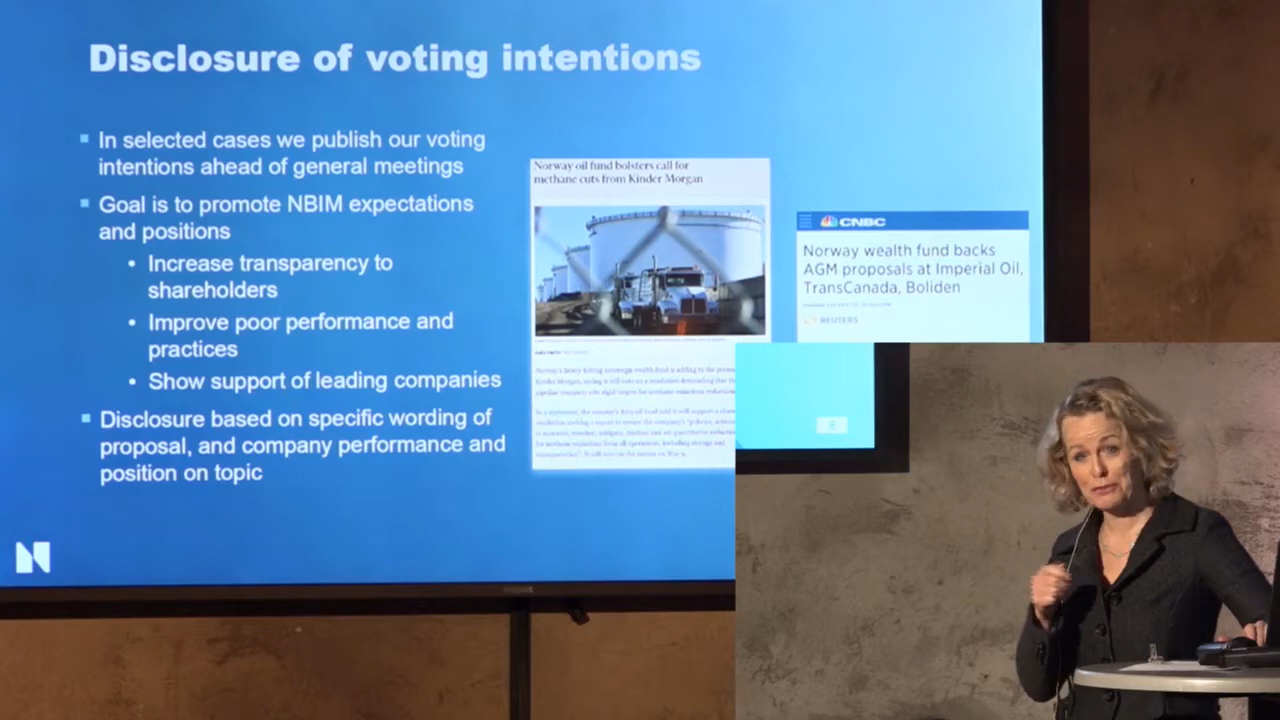 Disclosure of voting intentions
In selected cases we publish our voting
intentions ahead of general meetings
Goal is to promote NBIM expectations
and positions
Increase transparency to
shareholders
Improve poor performance and
practices
Show support of leading companies
Disclosure based on specific wording of
proposal, and company performance and
position on topic
Norway oil fund bolsters call for
methane cuts from Kinder Morgan
CNBC
Norway wealth fund backs
AGM proposals at Imperial Oil,
TransCanada, Boliden
REUTERS
8